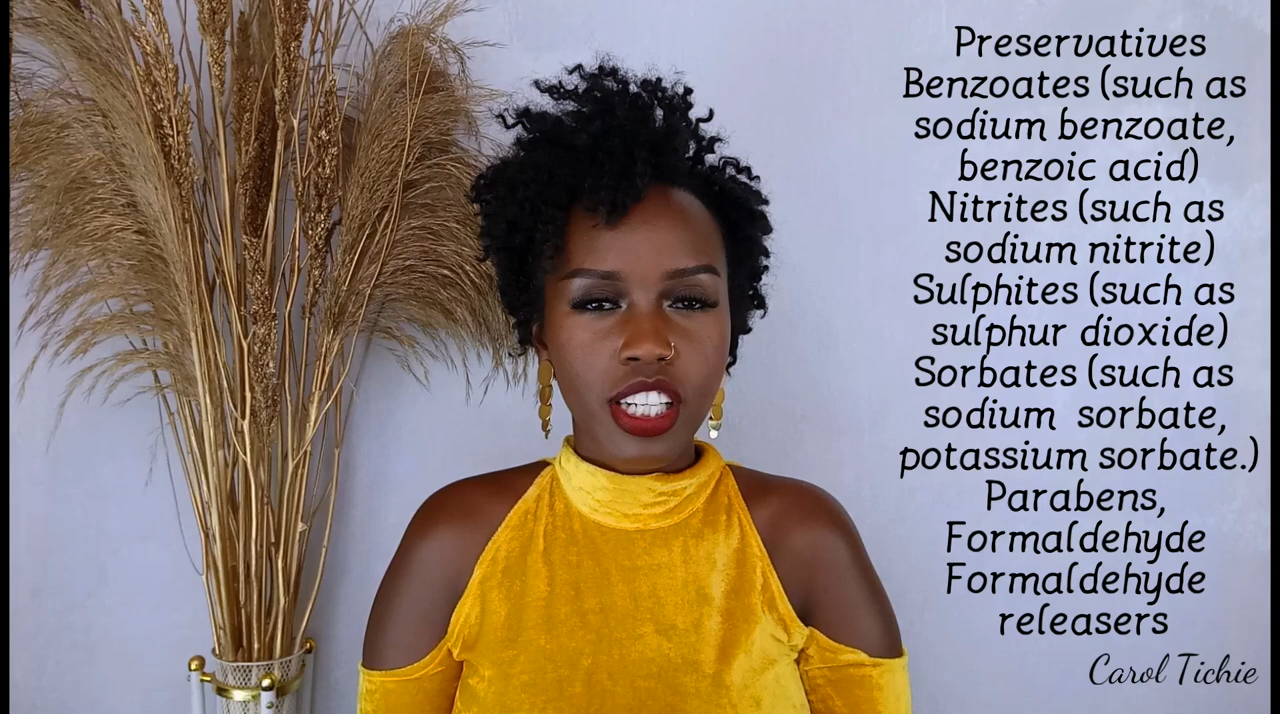 Preservatives
Benzoates (such as
sodium benzoate,
benzoic acid)
Nitrites (such as
sodium nitrite)
Sulphites (such as
sulphur dioxide)
Sorbates (such as
sodium sorbate,
potassium sorbate.)
Parabens,
Formaldehyde
Formaldehyde
releasers
Carol Tichie